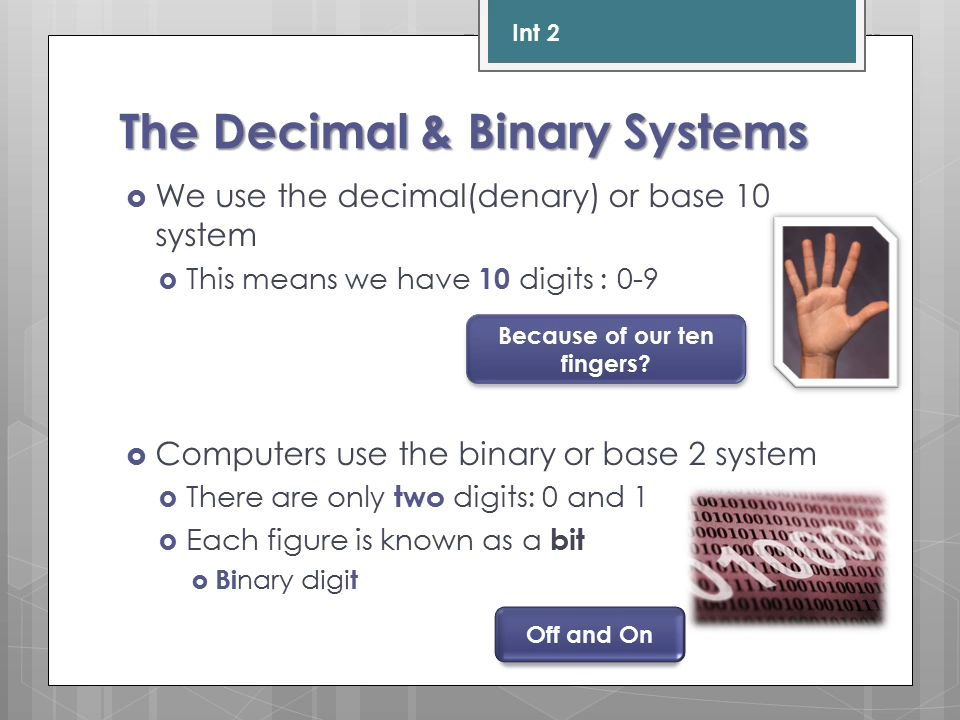 Int 2
The Decimal & Binary Systems
We use the decimal(denary) or base 10
system
This means we have 10 digits : 0-9
Because of our ten
fingers?
Computers use the binary or base 2 system
There are only two digits: 0 and 1
Each figure is known as a bit
Binary digit
Off and On